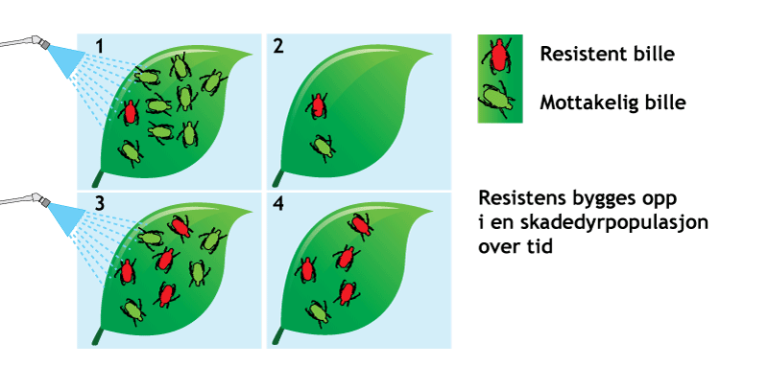 1
2
3
4
Resistent bille
Mottakelig bille
Resistens bygges opp
i en skadedyrpopulasjon
over tid